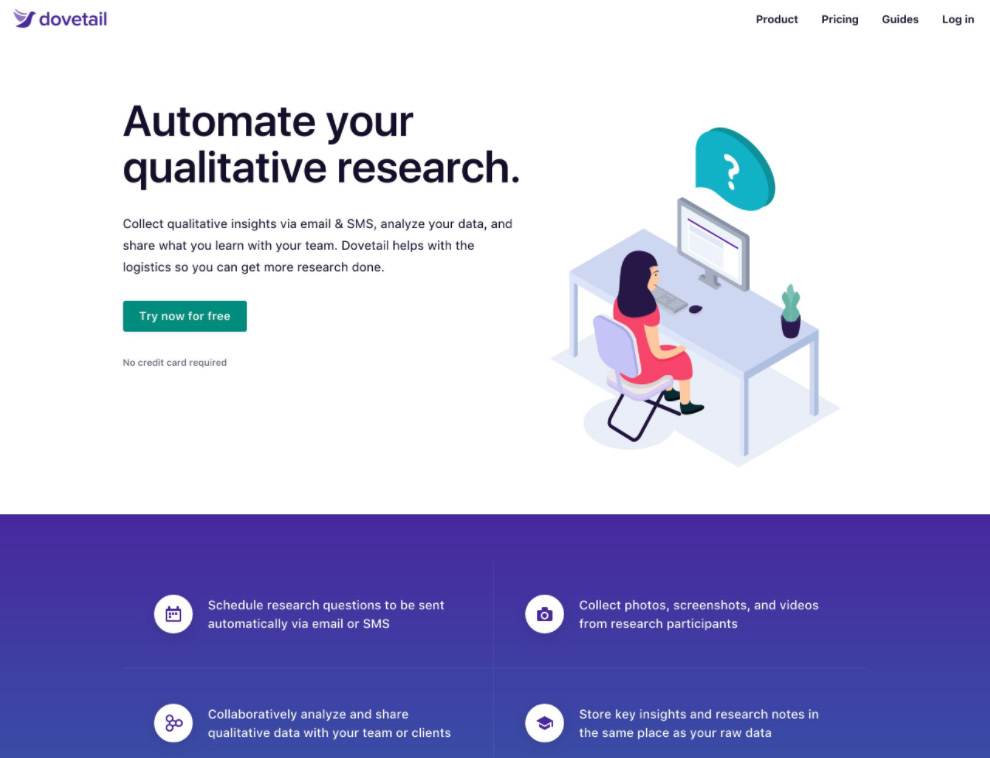 dovetail
Product Pricing Guides Log in
Automate your
qualitative research.
Collect qualitative insights via email & SMS, analyze your data, and
share what you learn with your team. Dovetail helps with the
logistics so you can get more research done.
Try now for free
No credit card required
?
Schedule research questions to be sent
automatically via email or SMS
Collect photos, screenshots, and videos
from research participants
Collaboratively analyze and share
qualitative data with your team or clients
Store key insights and research notes in
the same place as your raw data